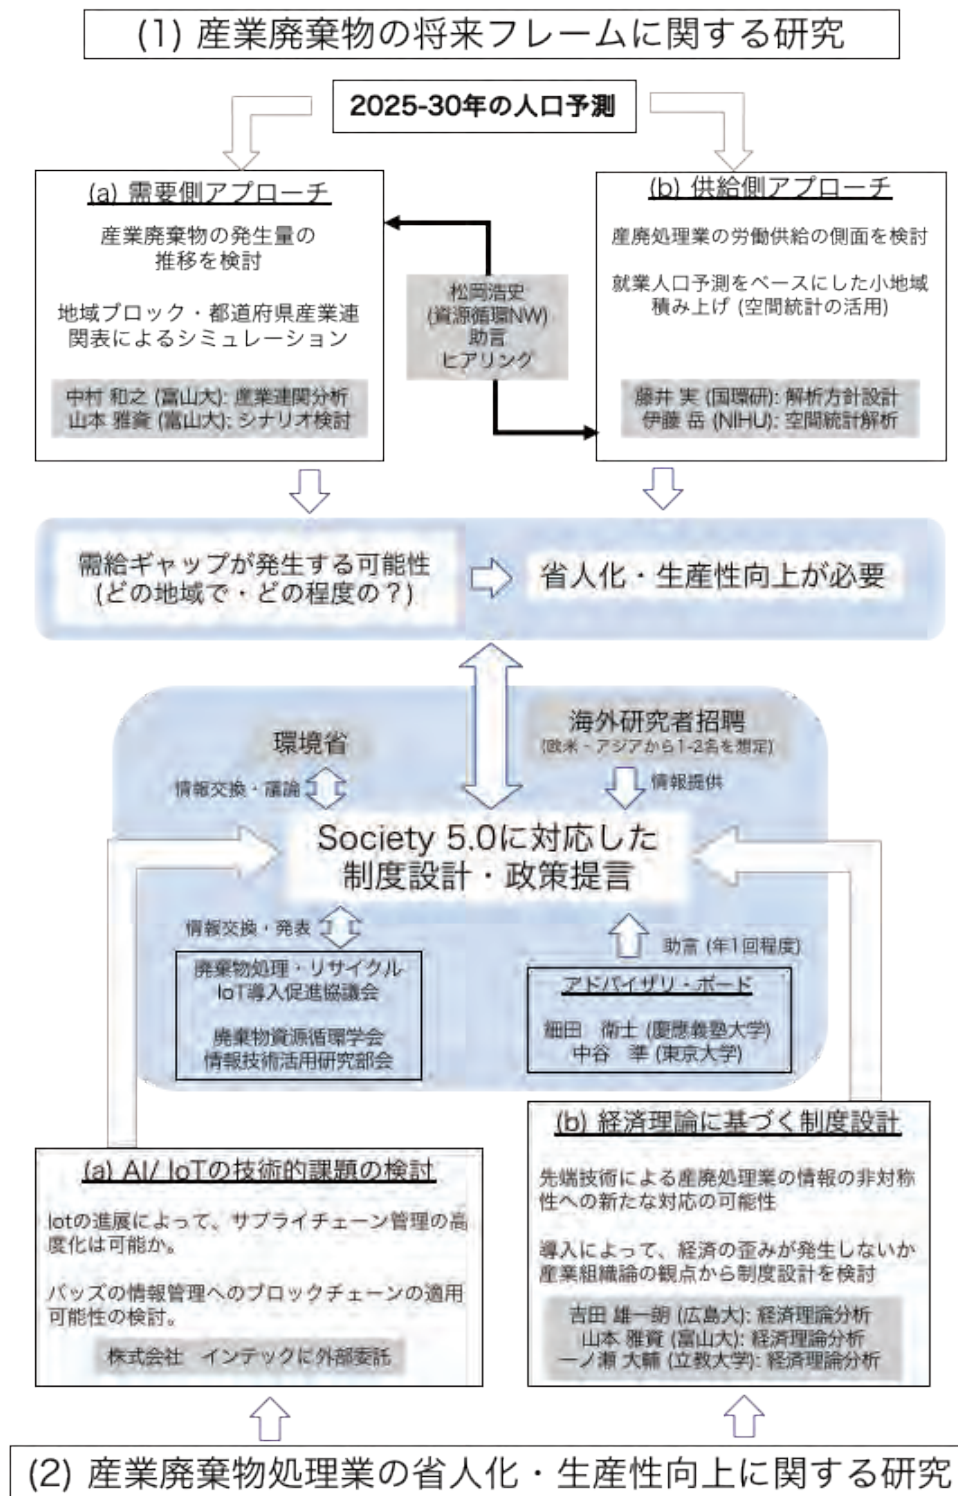 (1) 産業廃棄物の将来フレームに関する研究
2025-30年の人口予測
(a) 需要側アプローチ
産業廃棄物の発生量の
推移を検討
地域ブロック・都道府県産業連
関表によるシミュレーション
中村 和之 (富山大): 産業連関分析
山本 雅資 (富山大): シナリオ検討
松岡浩史
(資源循環NW)
助言
ヒアリング
(b) 供給側アプローチ
産廃処理業の労働供給の側面を検討
就業人口予測をベースにした小地域
積み上げ (空間統計の活用)
藤井 実 (国環研): 解析方針設計
伊藤 岳 (NIHU): 空間統計解析
需給ギャップが発生する可能性
(どの地域で・どの程度の？)
省人化・生産性向上が必要
環境省
情報交換・議論
海外研究者招聘
(欧米・アジアから1-2名を想定)
情報提供
Society 5.0に対応した
制度設計・政策提言
情報交換・発表
廃棄物処理・リサイクル
IoT導入促進協議会
廃棄物資源循環学会
情報技術活用研究部会
助言 (年1回程度)
アドバイザリ・ボード
細田 衛士 (慶應義塾大学)
中谷 隼 (東京大学)
(a) AI/ IoTの技術的課題の検討
Iotの進展によって、サプライチェーン管理の高
度化は可能か。
バッズの情報管理へのブロックチェーンの適用
可能性の検討。
株式会社 インテックに外部委託
(b) 経済理論に基づく制度設計
先端技術による産廃処理業の情報の非対称
性への新たな対応の可能性
導入によって、経済の歪みが発生しないか
産業組織論の観点から制度設計を検討
吉田 雄一朗 (広島大): 経済理論分析
山本 雅資 (富山大): 経済理論分析
一ノ瀬 大輔 (立教大学): 経済理論分析
(2) 産業廃棄物処理業の省人化・生産性向上に関する研究